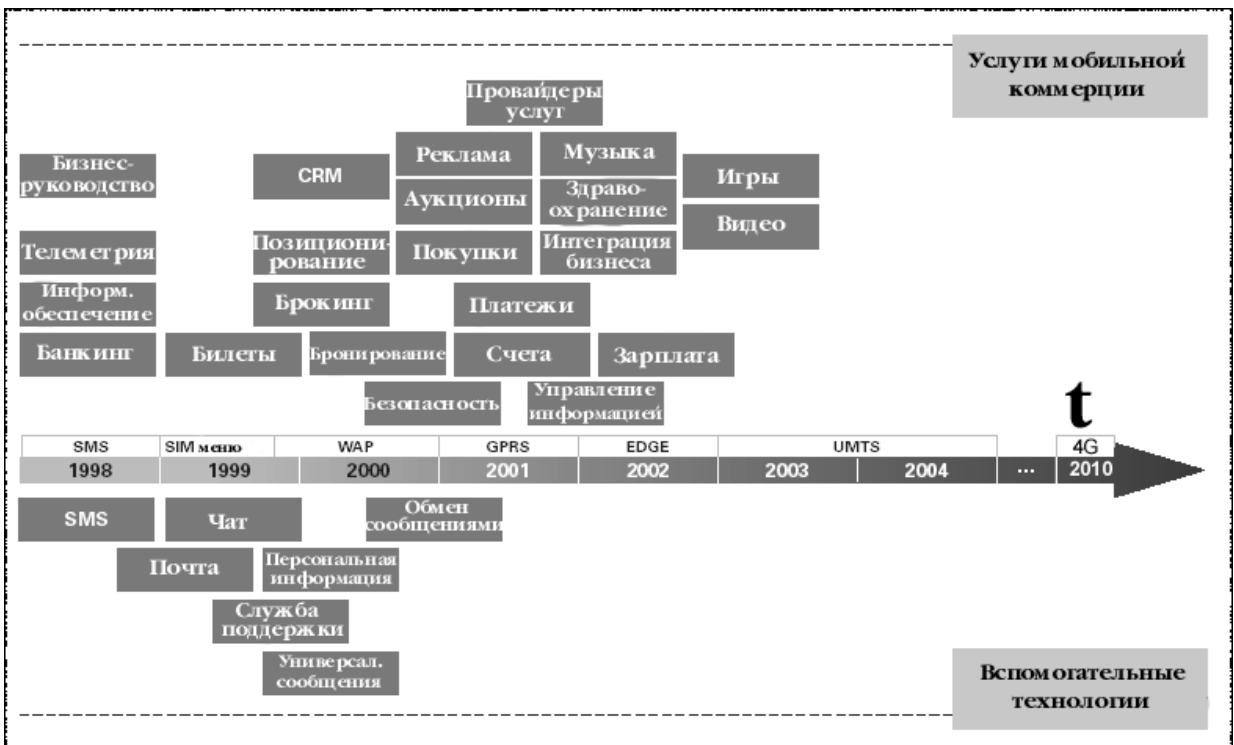 Услуги мобильной
коммерции
Провайдеры
услуг
Реклама
Музыка
Бизнес-
руководство
CRM
Игры
Аукционы
Здраво-
охранение
Видео
Телеметрия
Позициони-
рование
Покупки
Интеграция
бизнеса
Информ.
обеспечение
Брокинг
Платежи
Банкинг
Билеты
Бронирование
Счета
Зарплата
Безопасность
Управление
информацией
t
SMS
SIM меню
WAP
GPRS
EDGE
UMTS
4G
1998
1999
2000
2001
2002
2003
2004
...
2010
SMS
Чат
Обмен
сообщениями
Почта
Персональная
информация
Служба
поддержки
Универсал.
сообщения
Вспомогательные
технологии